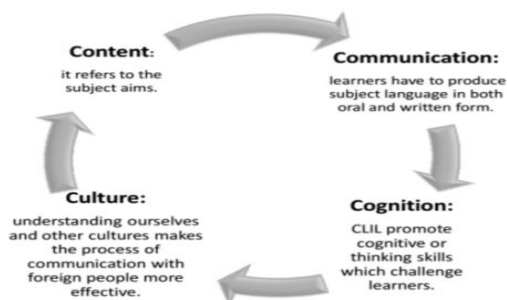 Content:
it refers to the
subject aims.
Communication:
learners have to produce
subject language in both
oral and written form.
Cognition:
CLIL promote
cognitive or
thinking skills
which challenge
learners.
Culture:
understanding ourselves
and other cultures makes
the process of
communication with
foreign people more
effective.